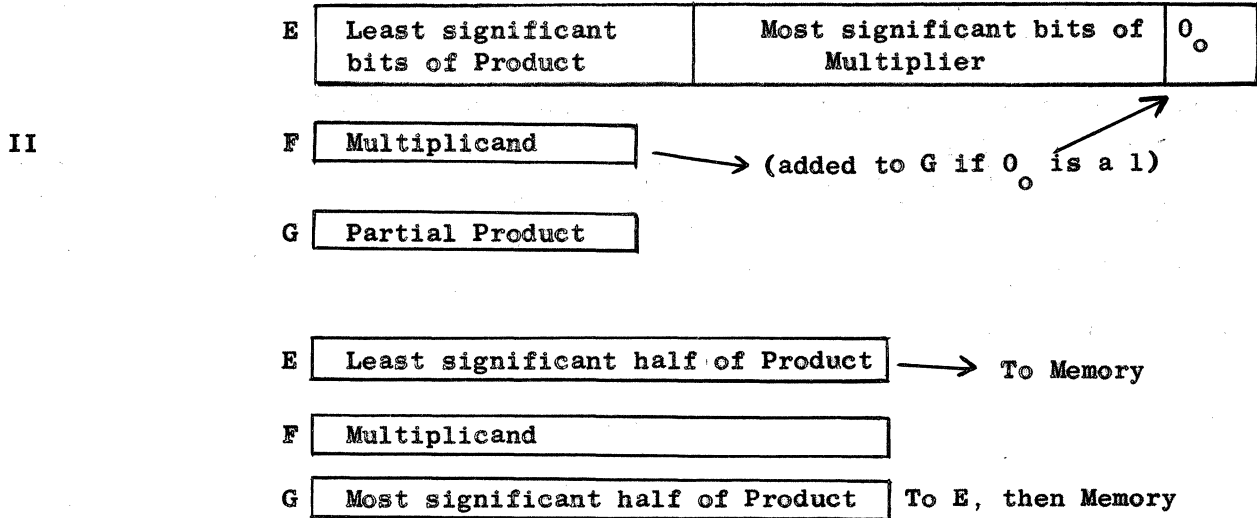 E Least significant bits of Product Most significant bits of Multiplier 0o
II F Multiplicand (added to G if 0o is a 1)
G Partial Product
E Least significant half of Product To Memory
F Multiplicand
G Most significant half of Product To E, then Memory